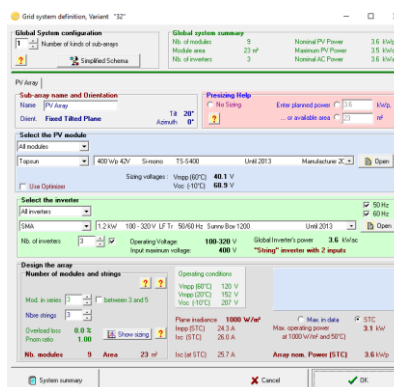 Grid system definition, Variant "32"
Global System configuration
1 Number of kinds of sub-arrays
? Simplified Schema
Global system summary
Nb. of modules 9 Nominal PV Power 3.6 kWp
Module area 23 m² Maximum PV Power 3.5 kWp
Nb. of inverters 3 Nominal AC Power 3.6 kW
PV Array
Sub-array name and Orientation
Name PV Array
Orient. Fixed Tilted Plane Tilt 20°
Azimuth 0°
Presizing Help
No Sizing Enter planned power 3.6 kWp,
? ... or available area 23 m²
Select the PV module
All modules
Topsun 400 Wp 42V Si-mono TS-S400 Until 2013 Manufacturer 20 Open
Sizing voltages : Vmpp (60°C) 40.1 V
Use Optimizer Voc (-10°C) 68.9 V
Select the inverter
50 Hz
All inverters 60 Hz
SMA 1.2 kW 100 - 320 V LF Tr 50/60 Hz Sunny Boy 1200 Until 2013 Open
Nb. of inverters 3 Operating Voltage: 100-320 V Global Inverter's power 3.6 kWac
Input maximum voltage: 400 V "String" inverter with 2 inputs
Design the array
Number of modules and strings
? ?
Mod. in series 3 between 3 and 5
Nbre strings 3
Overload loss 0.0 %
Pnom ratio 1.00 Show sizing ?
Nb. modules 9 Area 23 m²
Operating conditions
Vmpp (60°C) 120 V
Vmpp (20°C) 152 V
Voc (-10°C) 207 V
Plane irradiance 1000 W/m² Max. in data STC
Impp (STC) 24.3 A Max. operating power 3.1 kW
Isc (STC) 26.0 A at 1000 W/m² and 50°C)
Isc (at STC) 25.7 A Array nom. Power (STC) 3.6 kWp
System summary Cancel OK